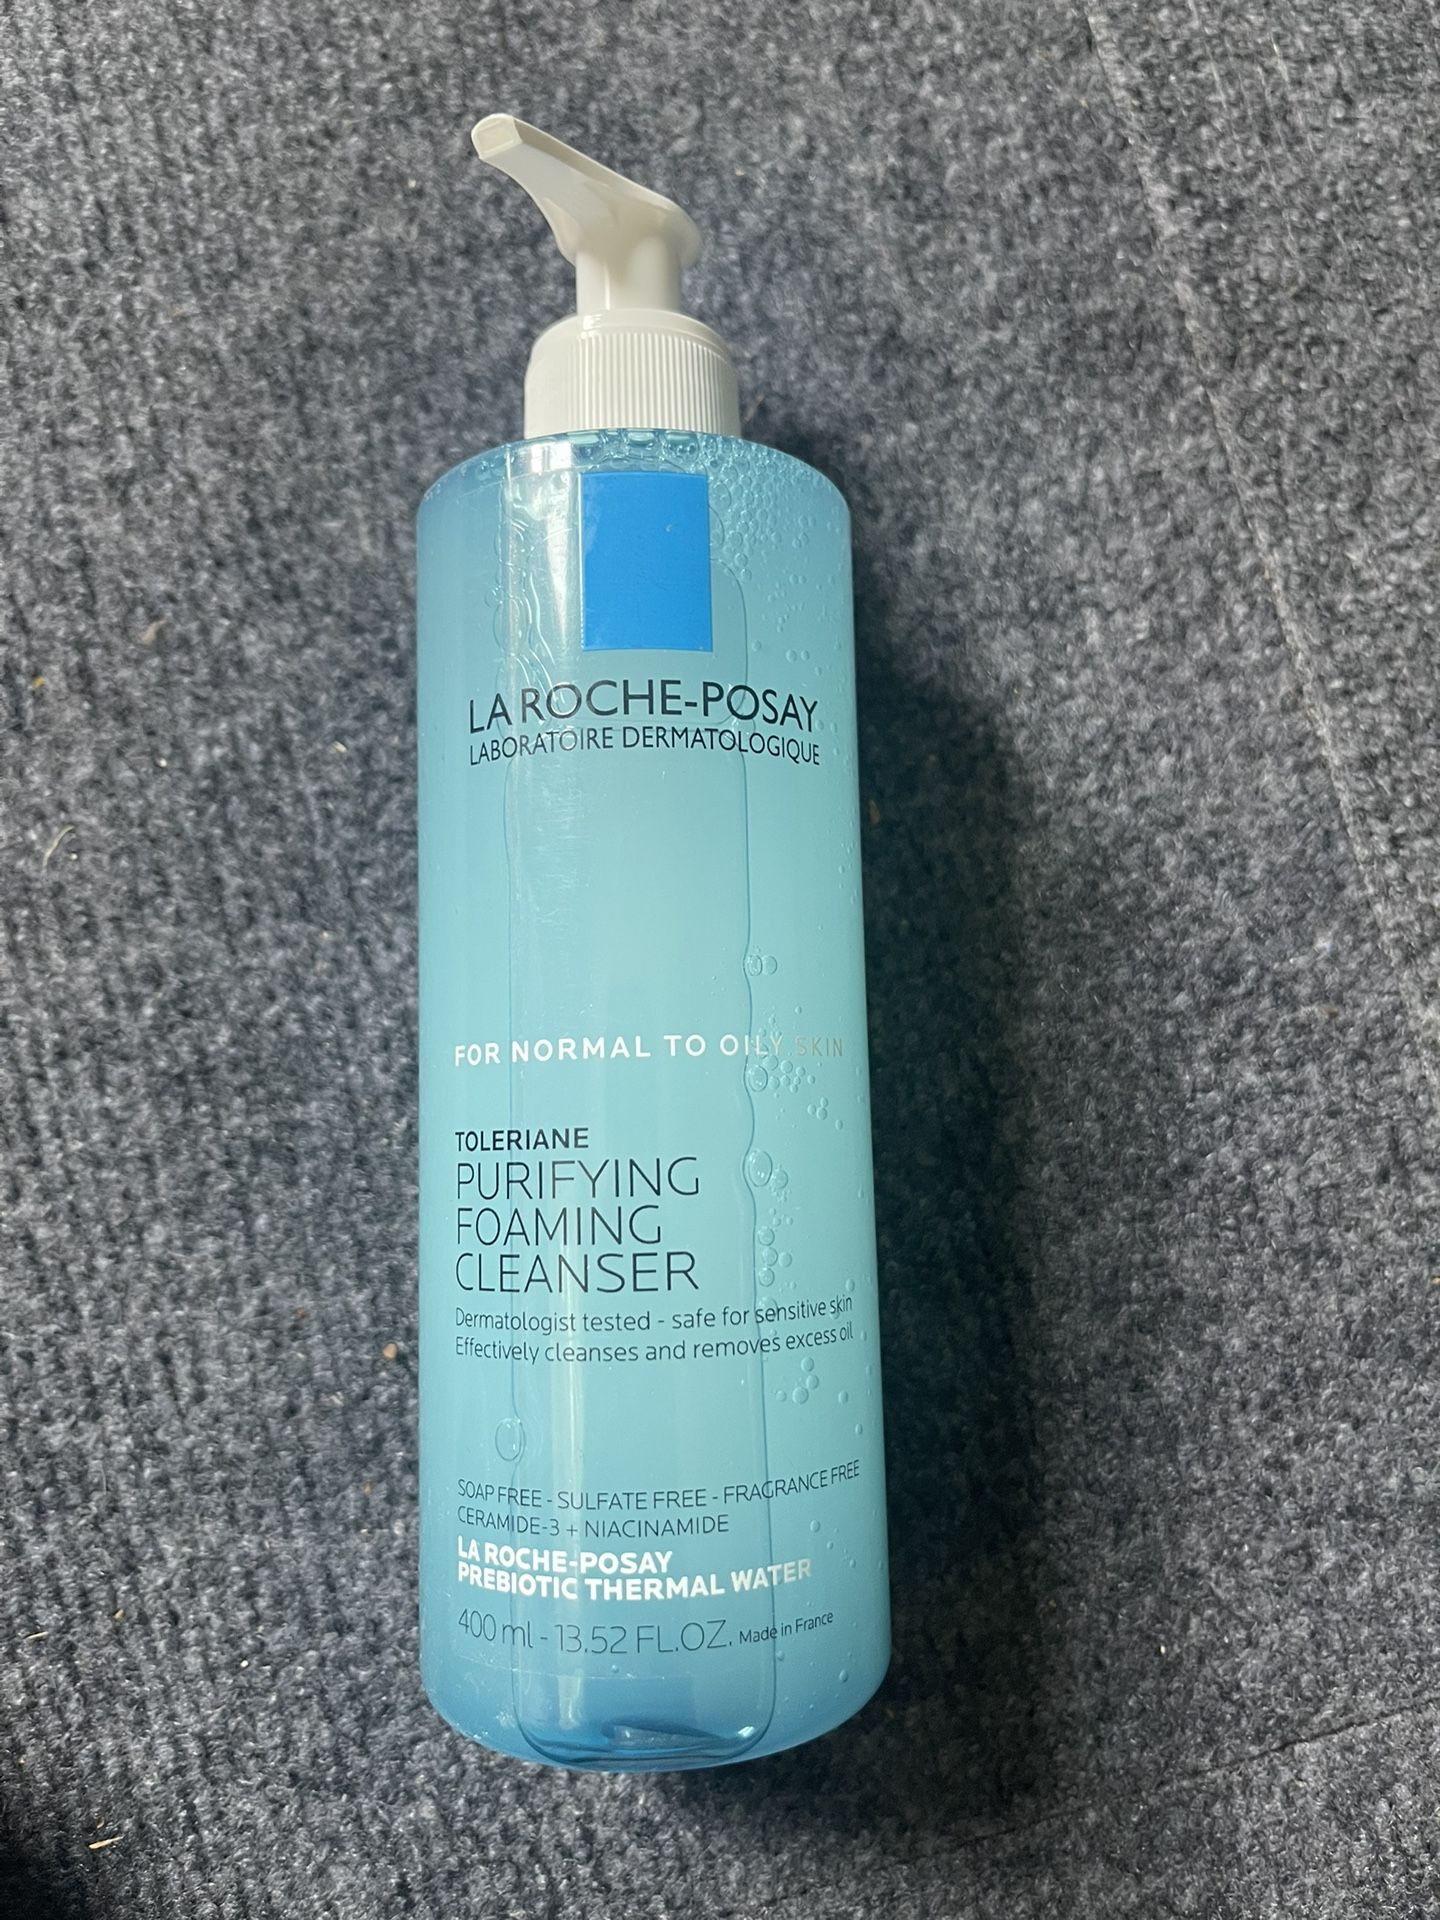 LA ROCHE-POSAY
LABORATOIRE DERMATOLOGIQUE
FOR NORMAL TO OILY SKIN
TOLERIANE
PURIFYING
FOAMING
CLEANSER
Dermatologist tested - safe for sensitive skin
Effectively cleanses and removes excess oil
SOAP FREE - SULFATE FREE - FRAGRANCE FREE
CERAMIDE-3 + NIACINAMIDE
LA ROCHE-POSAY
PREBIOTIC THERMAL WATER
400 ml - 13.52 FL.OZ. Made in France